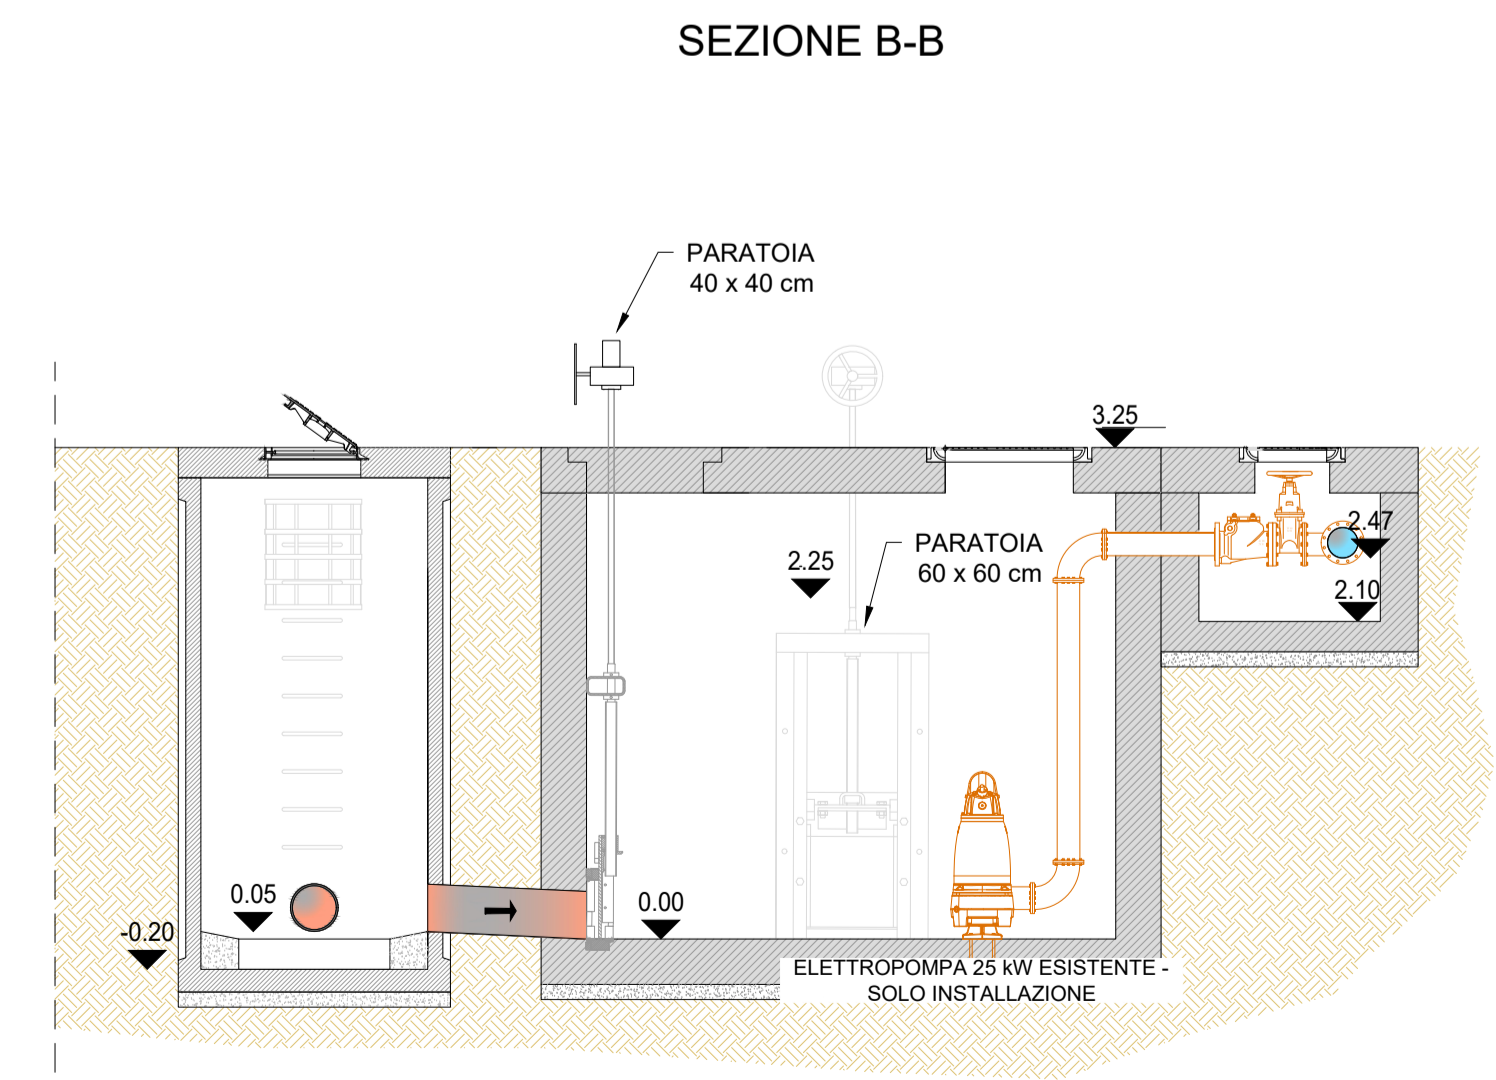 SEZIONE B-B
PARATOIA
40 x 40 cm
3.25
2.47
PARATOIA
60 x 60 cm
2.25
2.10
0.05
0.00
-0.20
ELETTROPOMPA 25 kW ESISTENTE -
SOLO INSTALLAZIONE